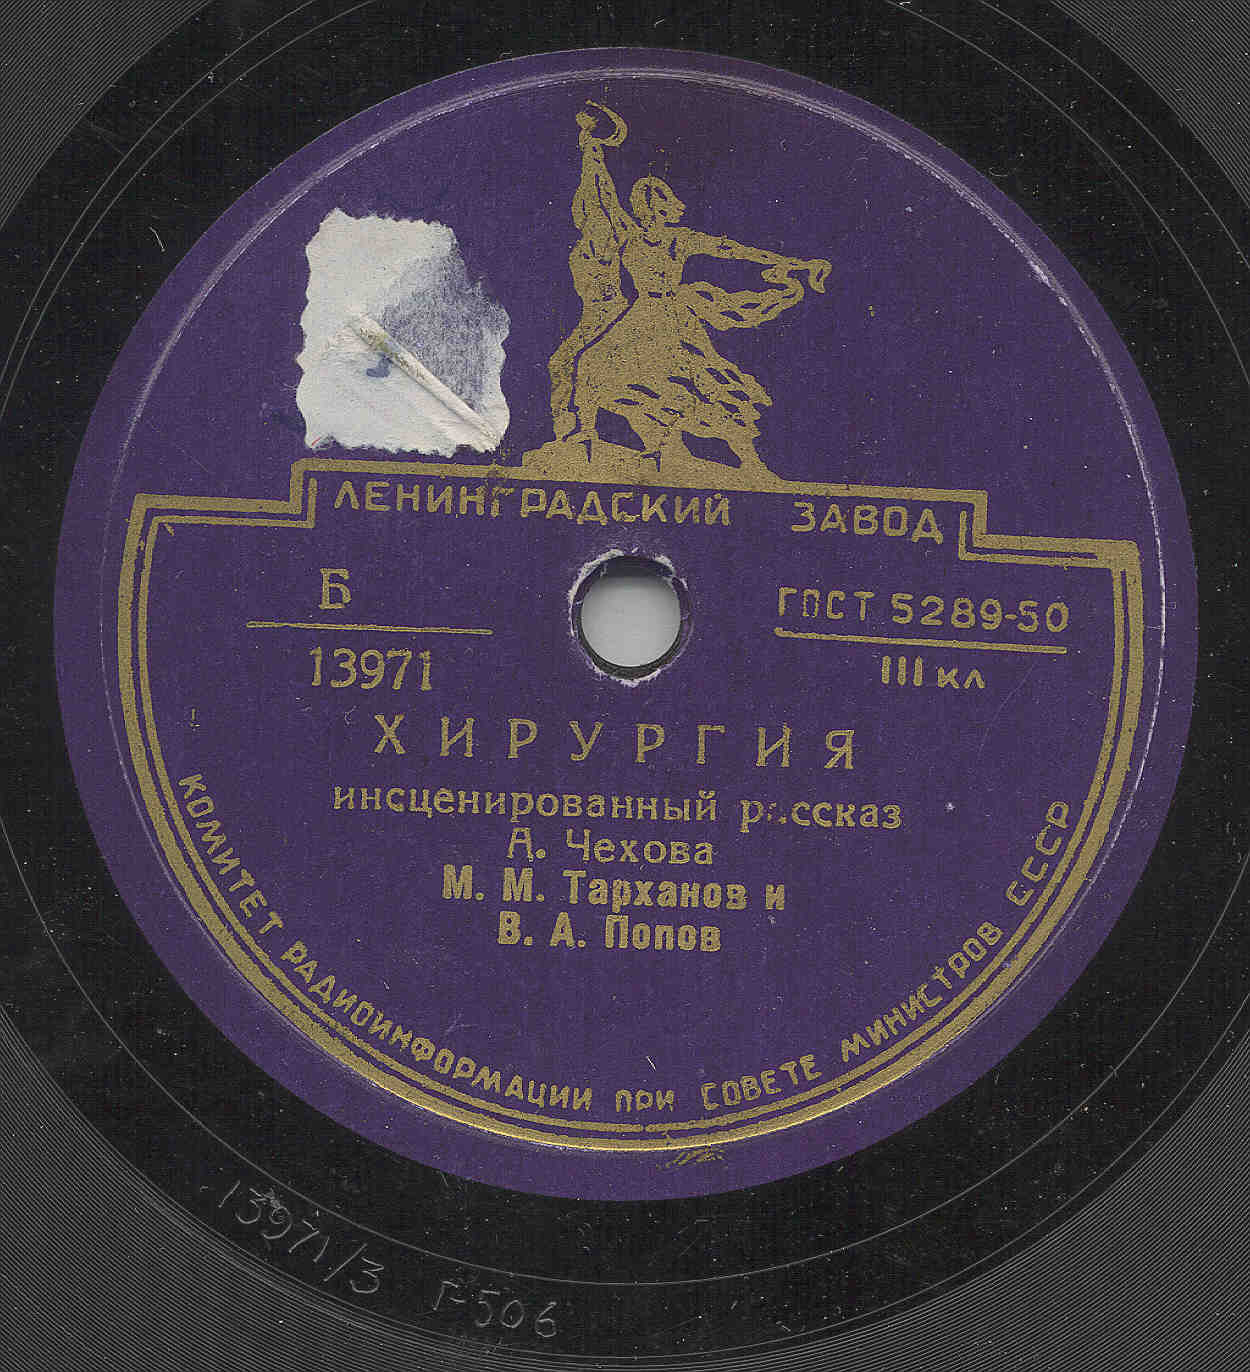 ЛЕНИНГРАДСКИЙ ЗАВОД
Б
13971
ГОСТ 5289-50
III кл
ХИРУРГИЯ
инсценированный рассказ
А. Чехова
М. М. Тарханов и
В. А. Попов
КОМИТЕТ РАДИОИНФОРМАЦИИ ПРИ СОВЕТЕ МИНИСТРОВ СССР
13971/3 Г-506